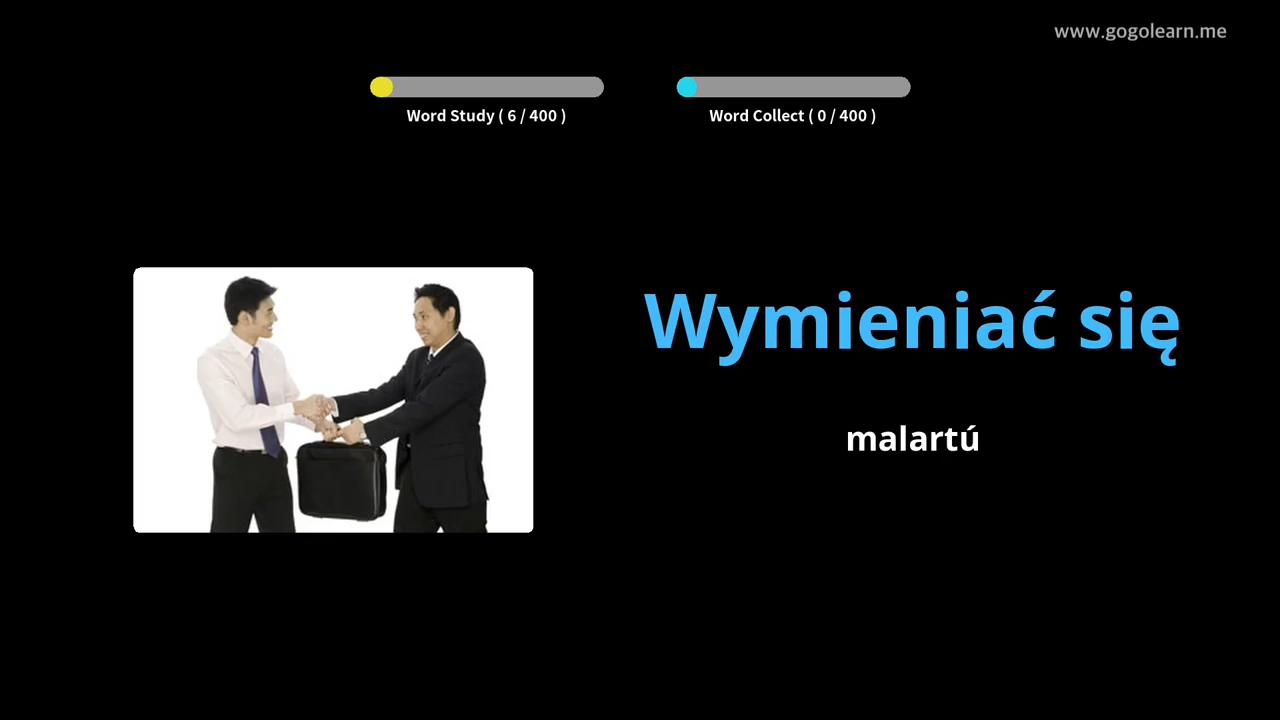 www.gogolearn.me
Word Study ( 6 / 400 )
Word Collect ( 0 / 400 )
Wymieniać się
malartú